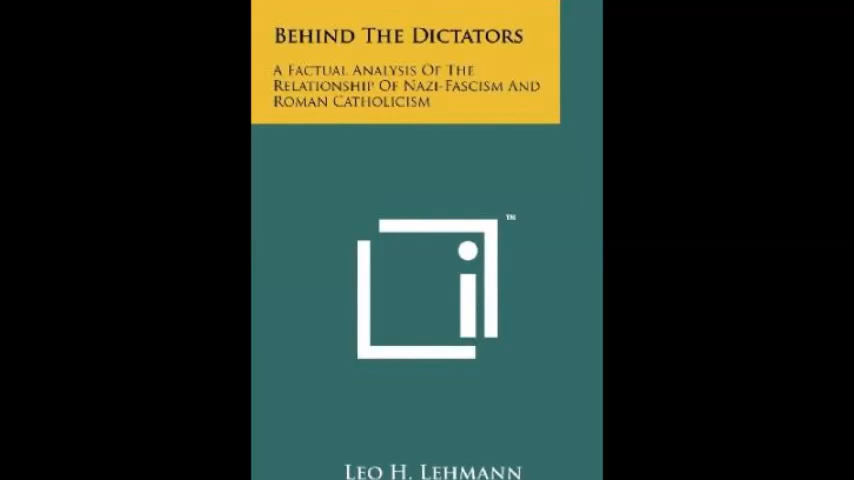 BEHIND THE DICTATORS
A FACTUAL ANALYSIS OF THE
RELATIONSHIP OF NAZI-FASCISM AND
ROMAN CATHOLICISM
TM
LEO H. LEHMANN